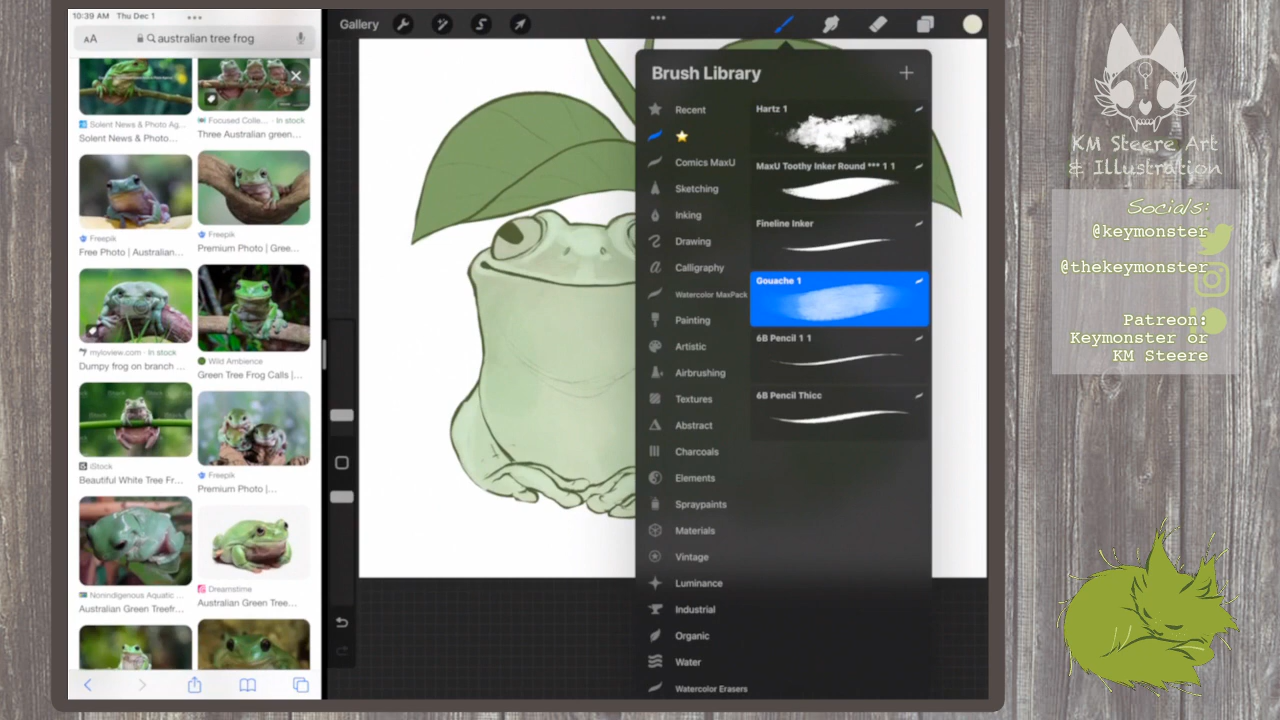 10:39 AM Thu Dec 1
AA
australian tree frog
Solent News & Photo Ag...
Solent News & Photo...
Focused Colle... · In stock
Three Australian green...
Freepik
Free Photo | Australian...
Freepik
Premium Photo | Gree...
myloview.com · In stock
Dumpy frog on branch ...
Wild Ambience
Green Tree Frog Calls |...
iStock
Beautiful White Tree Fr...
Freepik
Premium Photo |...
Nonindigenous Aquatic ...
Australian Green Treefr...
Dreamstime
Australian Green Tree...
Gallery
Brush Library
Recent
Comics MaxU
Sketching
Inking
Drawing
Calligraphy
Watercolor MaxPack
Painting
Artistic
Airbrushing
Textures
Abstract
Charcoals
Elements
Spraypaints
Materials
Vintage
Luminance
Industrial
Organic
Water
Watercolor Erasers
Hartz 1
MaxU Toothy Inker Round *** 1 1
Fineline Inker
Gouache 1
6B Pencil 1 1
6B Pencil Thicc
KM Steere Art
& Illustration
Socials:
@keymonster
@thekeymonster
Patreon:
Keymonster or
KM Steere